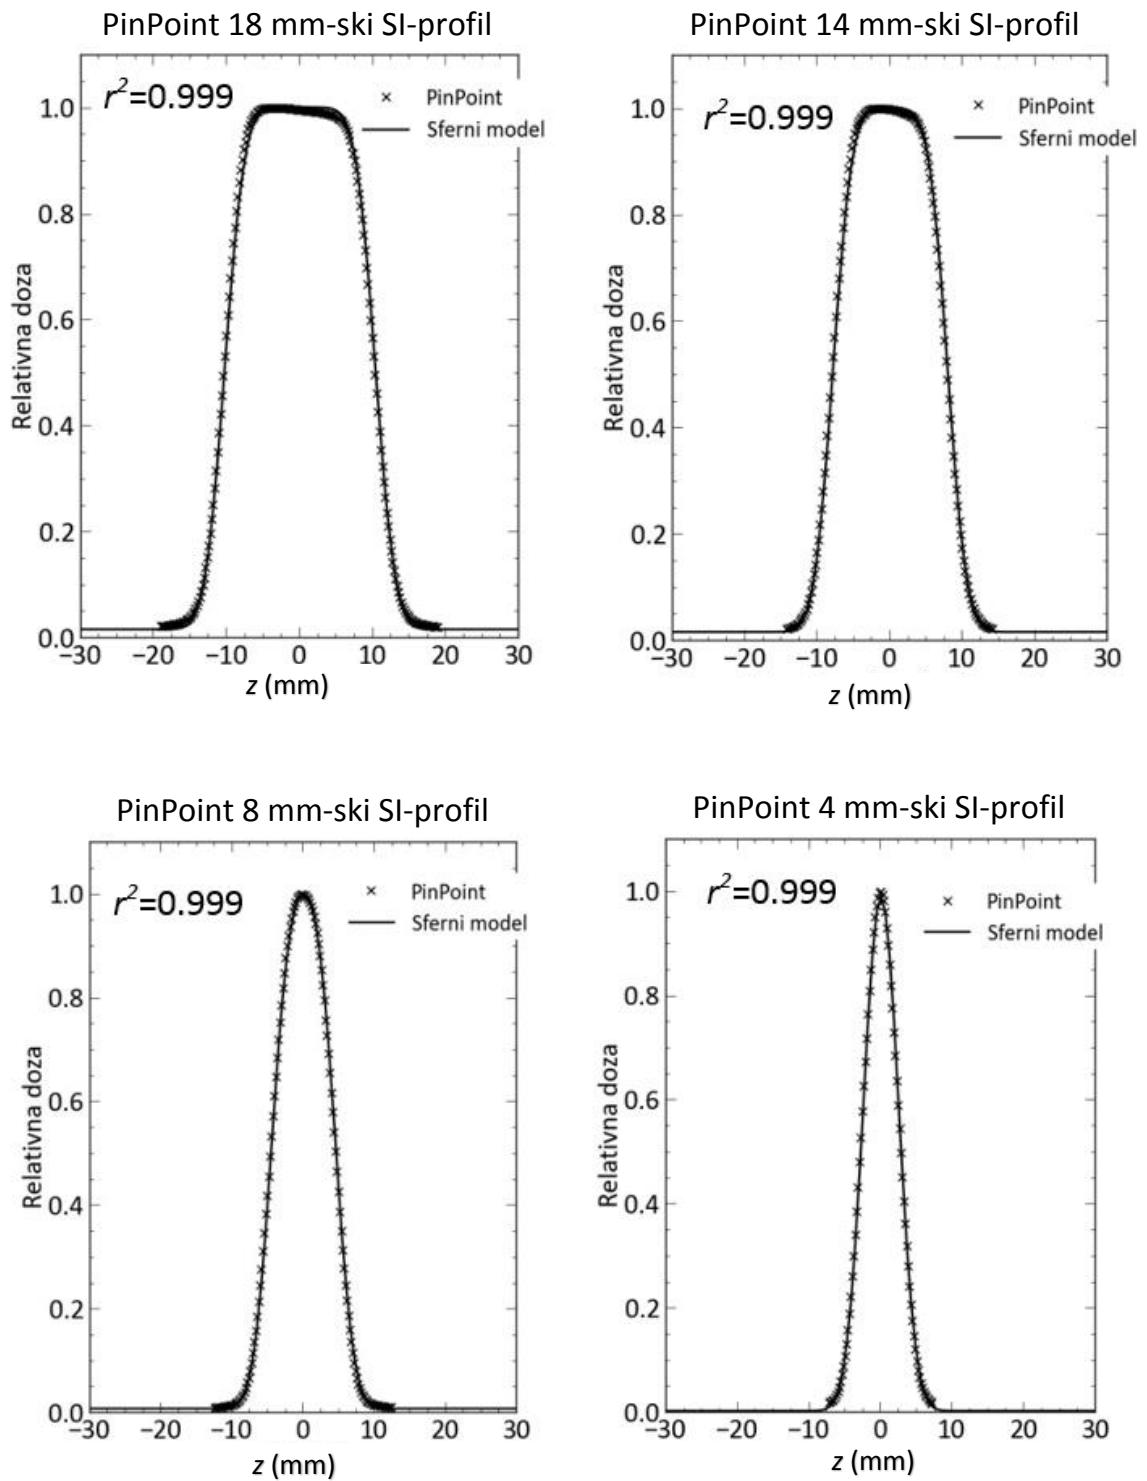 PinPoint 18 mm-ski SI-profil
r²=0.999
× PinPoint
Sferni model
Relativna doza
1.0
0.8
0.6
0.4
0.2
0.0
−30 −20 −10 0 10 20 30
z (mm)
PinPoint 14 mm-ski SI-profil
r²=0.999
× PinPoint
Sferni model
Relativna doza
1.0
0.8
0.6
0.4
0.2
0.0
−30 −20 −10 0 10 20 30
z (mm)
PinPoint 8 mm-ski SI-profil
r²=0.999
× PinPoint
Sferni model
Relativna doza
1.0
0.8
0.6
0.4
0.2
0.0
−30 −20 −10 0 10 20 30
z (mm)
PinPoint 4 mm-ski SI-profil
r²=0.999
× PinPoint
Sferni model
Relativna doza
1.0
0.8
0.6
0.4
0.2
0.0
−30 −20 −10 0 10 20 30
z (mm)